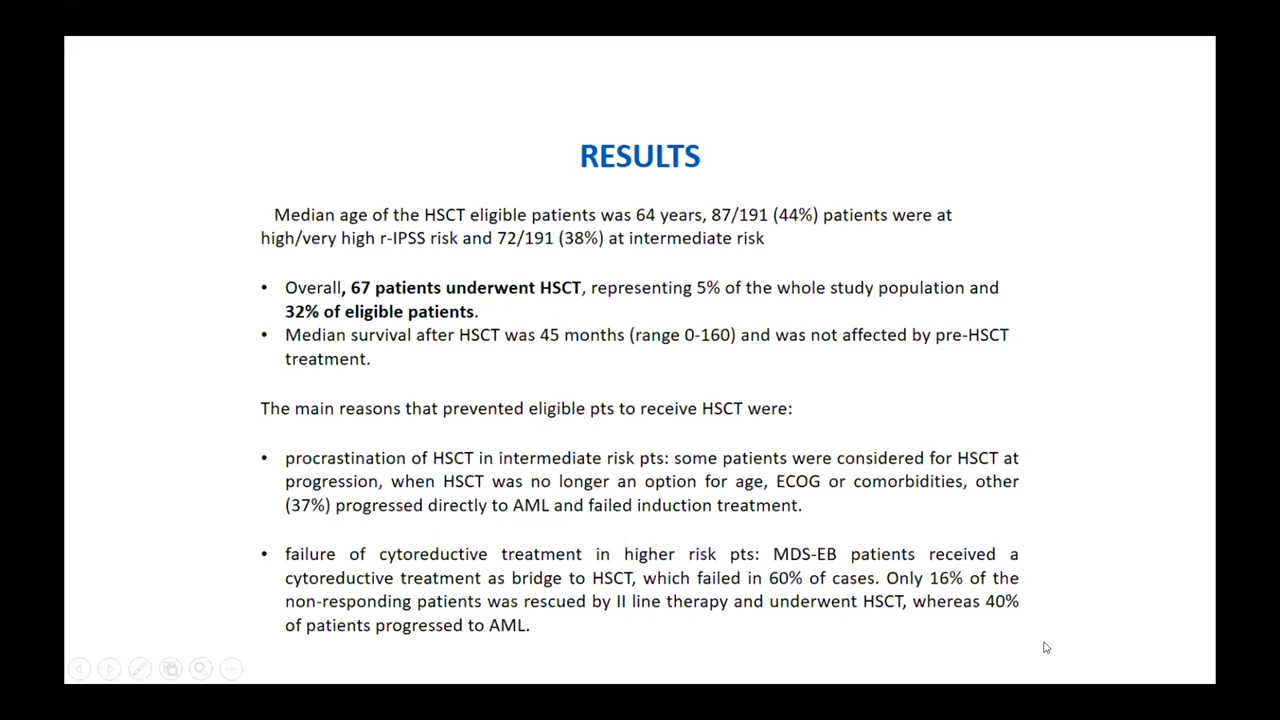 RESULTS
Median age of the HSCT eligible patients was 64 years, 87/191 (44%) patients were at
high/very high r-IPSS risk and 72/191 (38%) at intermediate risk
• Overall, 67 patients underwent HSCT, representing 5% of the whole study population and
32% of eligible patients.
• Median survival after HSCT was 45 months (range 0-160) and was not affected by pre-HSCT
treatment.
The main reasons that prevented eligible pts to receive HSCT were:
• procrastination of HSCT in intermediate risk pts: some patients were considered for HSCT at
progression, when HSCT was no longer an option for age, ECOG or comorbidities, other
(37%) progressed directly to AML and failed induction treatment.
• failure of cytoreductive treatment in higher risk pts: MDS-EB patients received a
cytoreductive treatment as bridge to HSCT, which failed in 60% of cases. Only 16% of the
non-responding patients was rescued by II line therapy and underwent HSCT, whereas 40%
of patients progressed to AML.